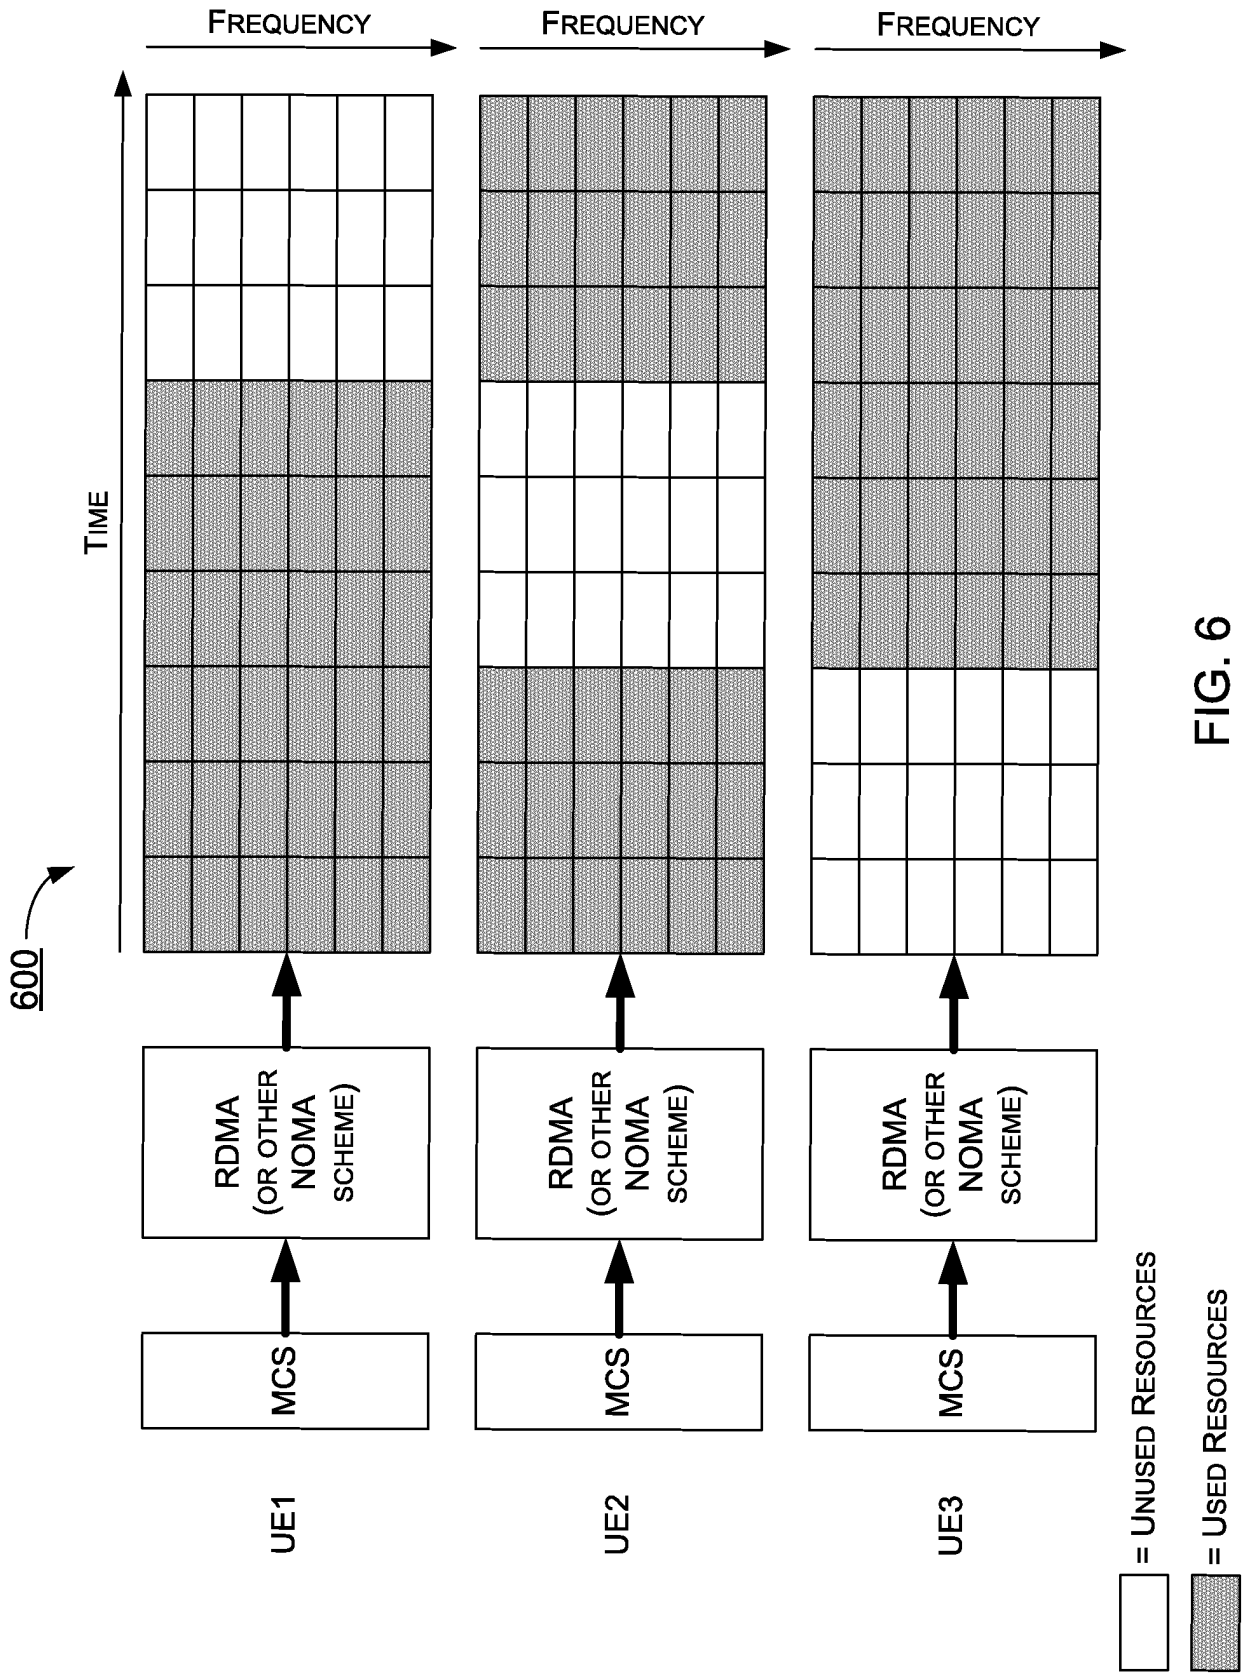 600
TIME
UE1
MCS
RDMA
(OR OTHER
NOMA
SCHEME)
FREQUENCY
UE2
MCS
RDMA
(OR OTHER
NOMA
SCHEME)
FREQUENCY
UE3
MCS
RDMA
(OR OTHER
NOMA
SCHEME)
FREQUENCY
= UNUSED RESOURCES
= USED RESOURCES
FIG. 6